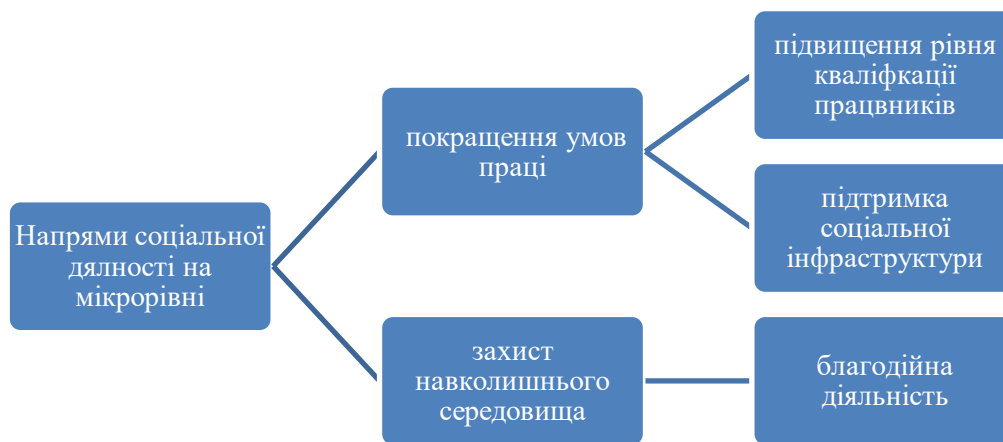 Напрями соціальної
дялності на
мікрорівні
покращення умов
праці
підвищення рівня
кваліфкації
працвників
підтримка
соціальної
інфраструктури
захист
навколишнього
середовища
благодійна
діяльність